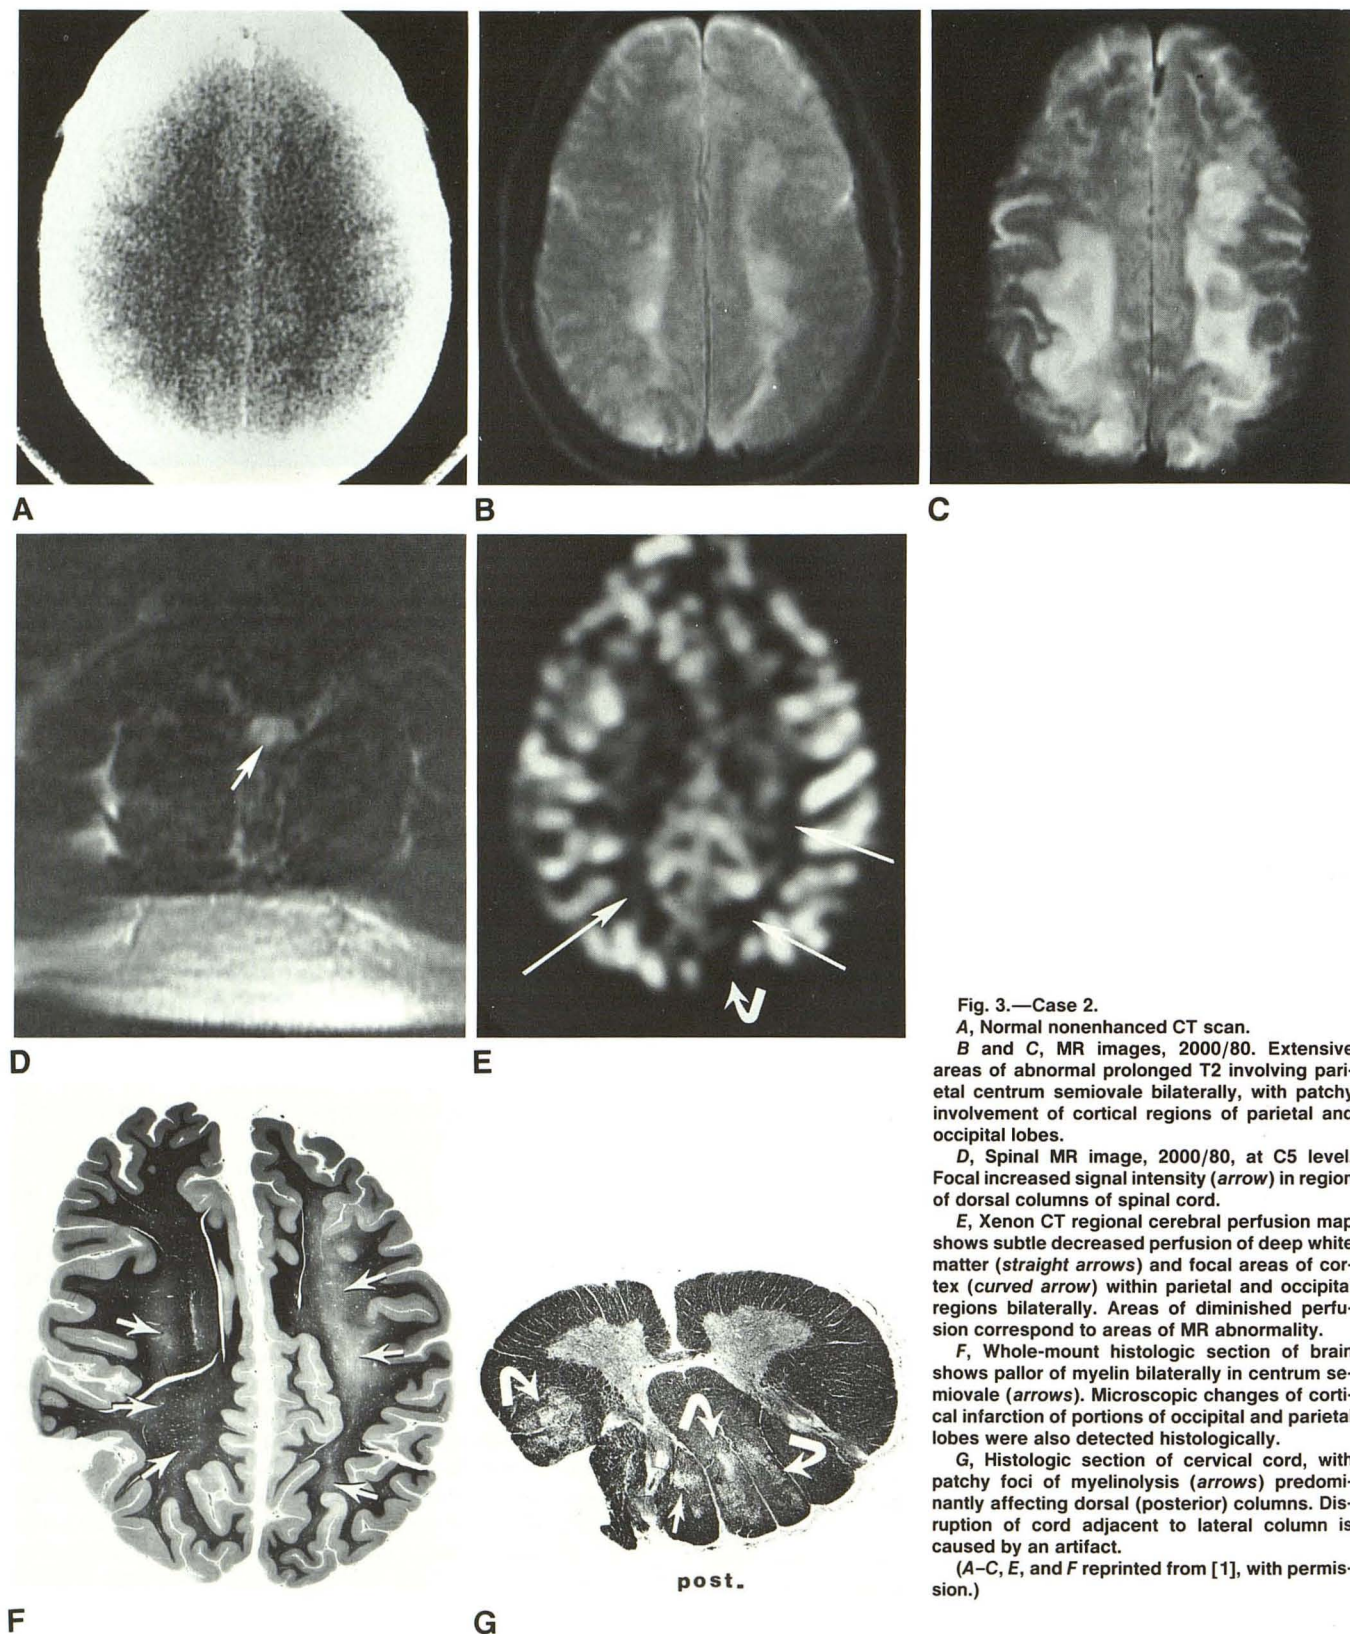 A
B
C
D
E
Fig. 3.—Case 2.
A, Normal nonenhanced CT scan.
B and C, MR images, 2000/80. Extensive
areas of abnormal prolonged T2 involving pari-
etal centrum semiovale bilaterally, with patchy
involvement of cortical regions of parietal and
occipital lobes.
D, Spinal MR image, 2000/80, at C5 level.
Focal increased signal intensity (arrow) in region
of dorsal columns of spinal cord.
E, Xenon CT regional cerebral perfusion map
shows subtle decreased perfusion of deep white
matter (straight arrows) and focal areas of cor-
tex (curved arrow) within parietal and occipital
regions bilaterally. Areas of diminished perfu-
sion correspond to areas of MR abnormality.
F, Whole-mount histologic section of brain
shows pallor of myelin bilaterally in centrum se-
miovale (arrows). Microscopic changes of corti-
cal infarction of portions of occipital and parietal
lobes were also detected histologically.
G, Histologic section of cervical cord, with
patchy foci of myelinolysis (arrows) predomi-
nantly affecting dorsal (posterior) columns. Dis-
ruption of cord adjacent to lateral column is
caused by an artifact.
(A–C, E, and F reprinted from [1], with permis-
sion.)
post.
F
G